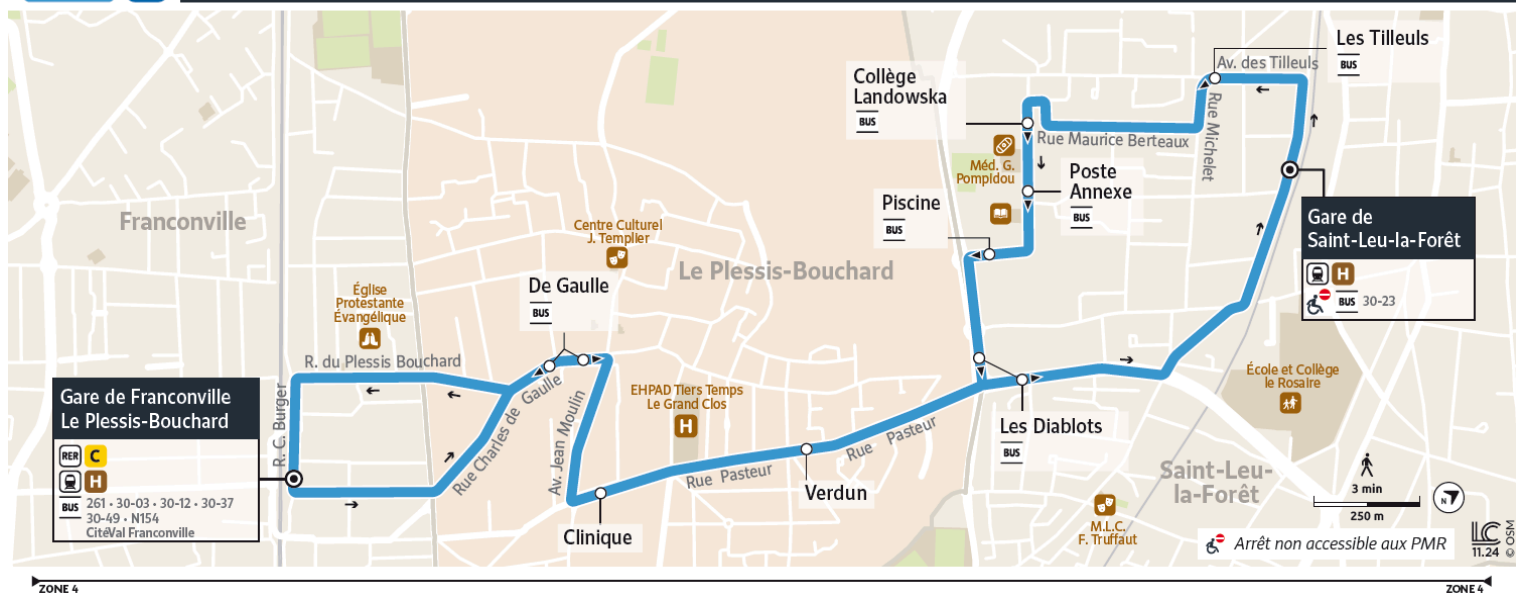 Les Tilleuls
BUS
Av. des Tilleuls
Collège
Landowska
BUS
Rue Michelet
Rue Maurice Berteaux
Méd. G.
Pompidou
Poste
Annexe
BUS
Piscine
BUS
Gare de
Saint-Leu-la-Forêt
H
BUS 30-23
Franconville
Centre Culturel
J. Templier
Le Plessis-Bouchard
De Gaulle
BUS
Église
Protestante
Évangélique
R. du Plessis Bouchard
Gare de Franconville
Le Plessis-Bouchard
RER C
H
BUS 261 • 30-03 • 30-12 • 30-37
30-49 • N154
CitéVal Franconville
R. C. Burger
Rue Charles de Gaulle
Av. Jean Moulin
EHPAD Tiers Temps
Le Grand Clos
H
École et Collège
le Rosaire
Les Diablots
BUS
Rue Pasteur
Rue Pasteur
Verdun
Clinique
Saint-Leu-
la-Forêt
M.L.C.
F. Truffaut
3 min
250 m
N
Arrêt non accessible aux PMR
LC
11.24
© OSM
ZONE 4
ZONE 4